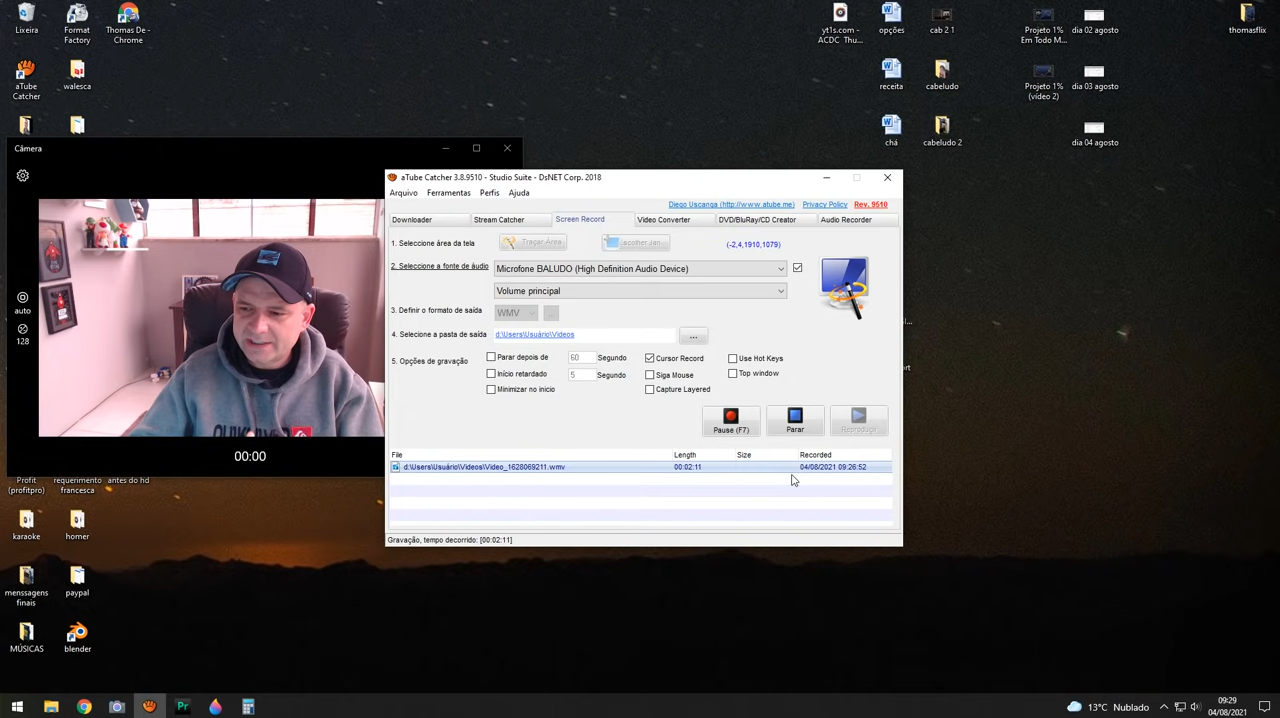 Lixeira
Format
Factory
Thomas De -
Chrome
yt1s.com -
ACDC_Thu...
opções
cab 2 1
Projeto 1%
Em Todo M...
dia 02 agosto
thomasflix
aTube
Catcher
walesca
receita
cabeludo
Projeto 1%
(vídeo 2)
dia 03 agosto
chá
cabeludo 2
dia 04 agosto
Câmera
auto
128
00:00
aTube Catcher 3.8.9510 - Studio Suite - DsNET Corp. 2018
Arquivo Ferramentas Perfis Ajuda
Diego Uscanga (http://www.atube.me) Privacy Policy Rev. 9510
Downloader Stream Catcher Screen Record Video Converter DVD/BluRay/CD Creator Audio Recorder
1. Seleccione área da tela Traçar Área scolher Jan (-2,4,1910,1079)
2. Seleccione a fonte de áudio Microfone BALUDO (High Definition Audio Device)
Volume principal
3. Definir o formato de saída WMV ...
4. Selecione a pasta de saída d:\Users\Usuário\Videos ...
5. Opções de gravação Parar depois de 60 Segundo Cursor Record Use Hot Keys
Início retardado 5 Segundo Siga Mouse Top window
Minimizar no início Capture Layered
Pause (F7) Parar Reproduzir
File Length Size Recorded
d:\Users\Usuário\Videos\Video_1628069211.wmv 00:02:11 04/08/2021 09:26:52
Gravação, tempo decorrido: [00:02:11]
Profit
(profitpro)
requerimento
francesca
antes do hd
karaoke
homer
menssagens
finais
paypal
MÚSICAS
blender
Pr
13°C Nublado
09:29
04/08/2021